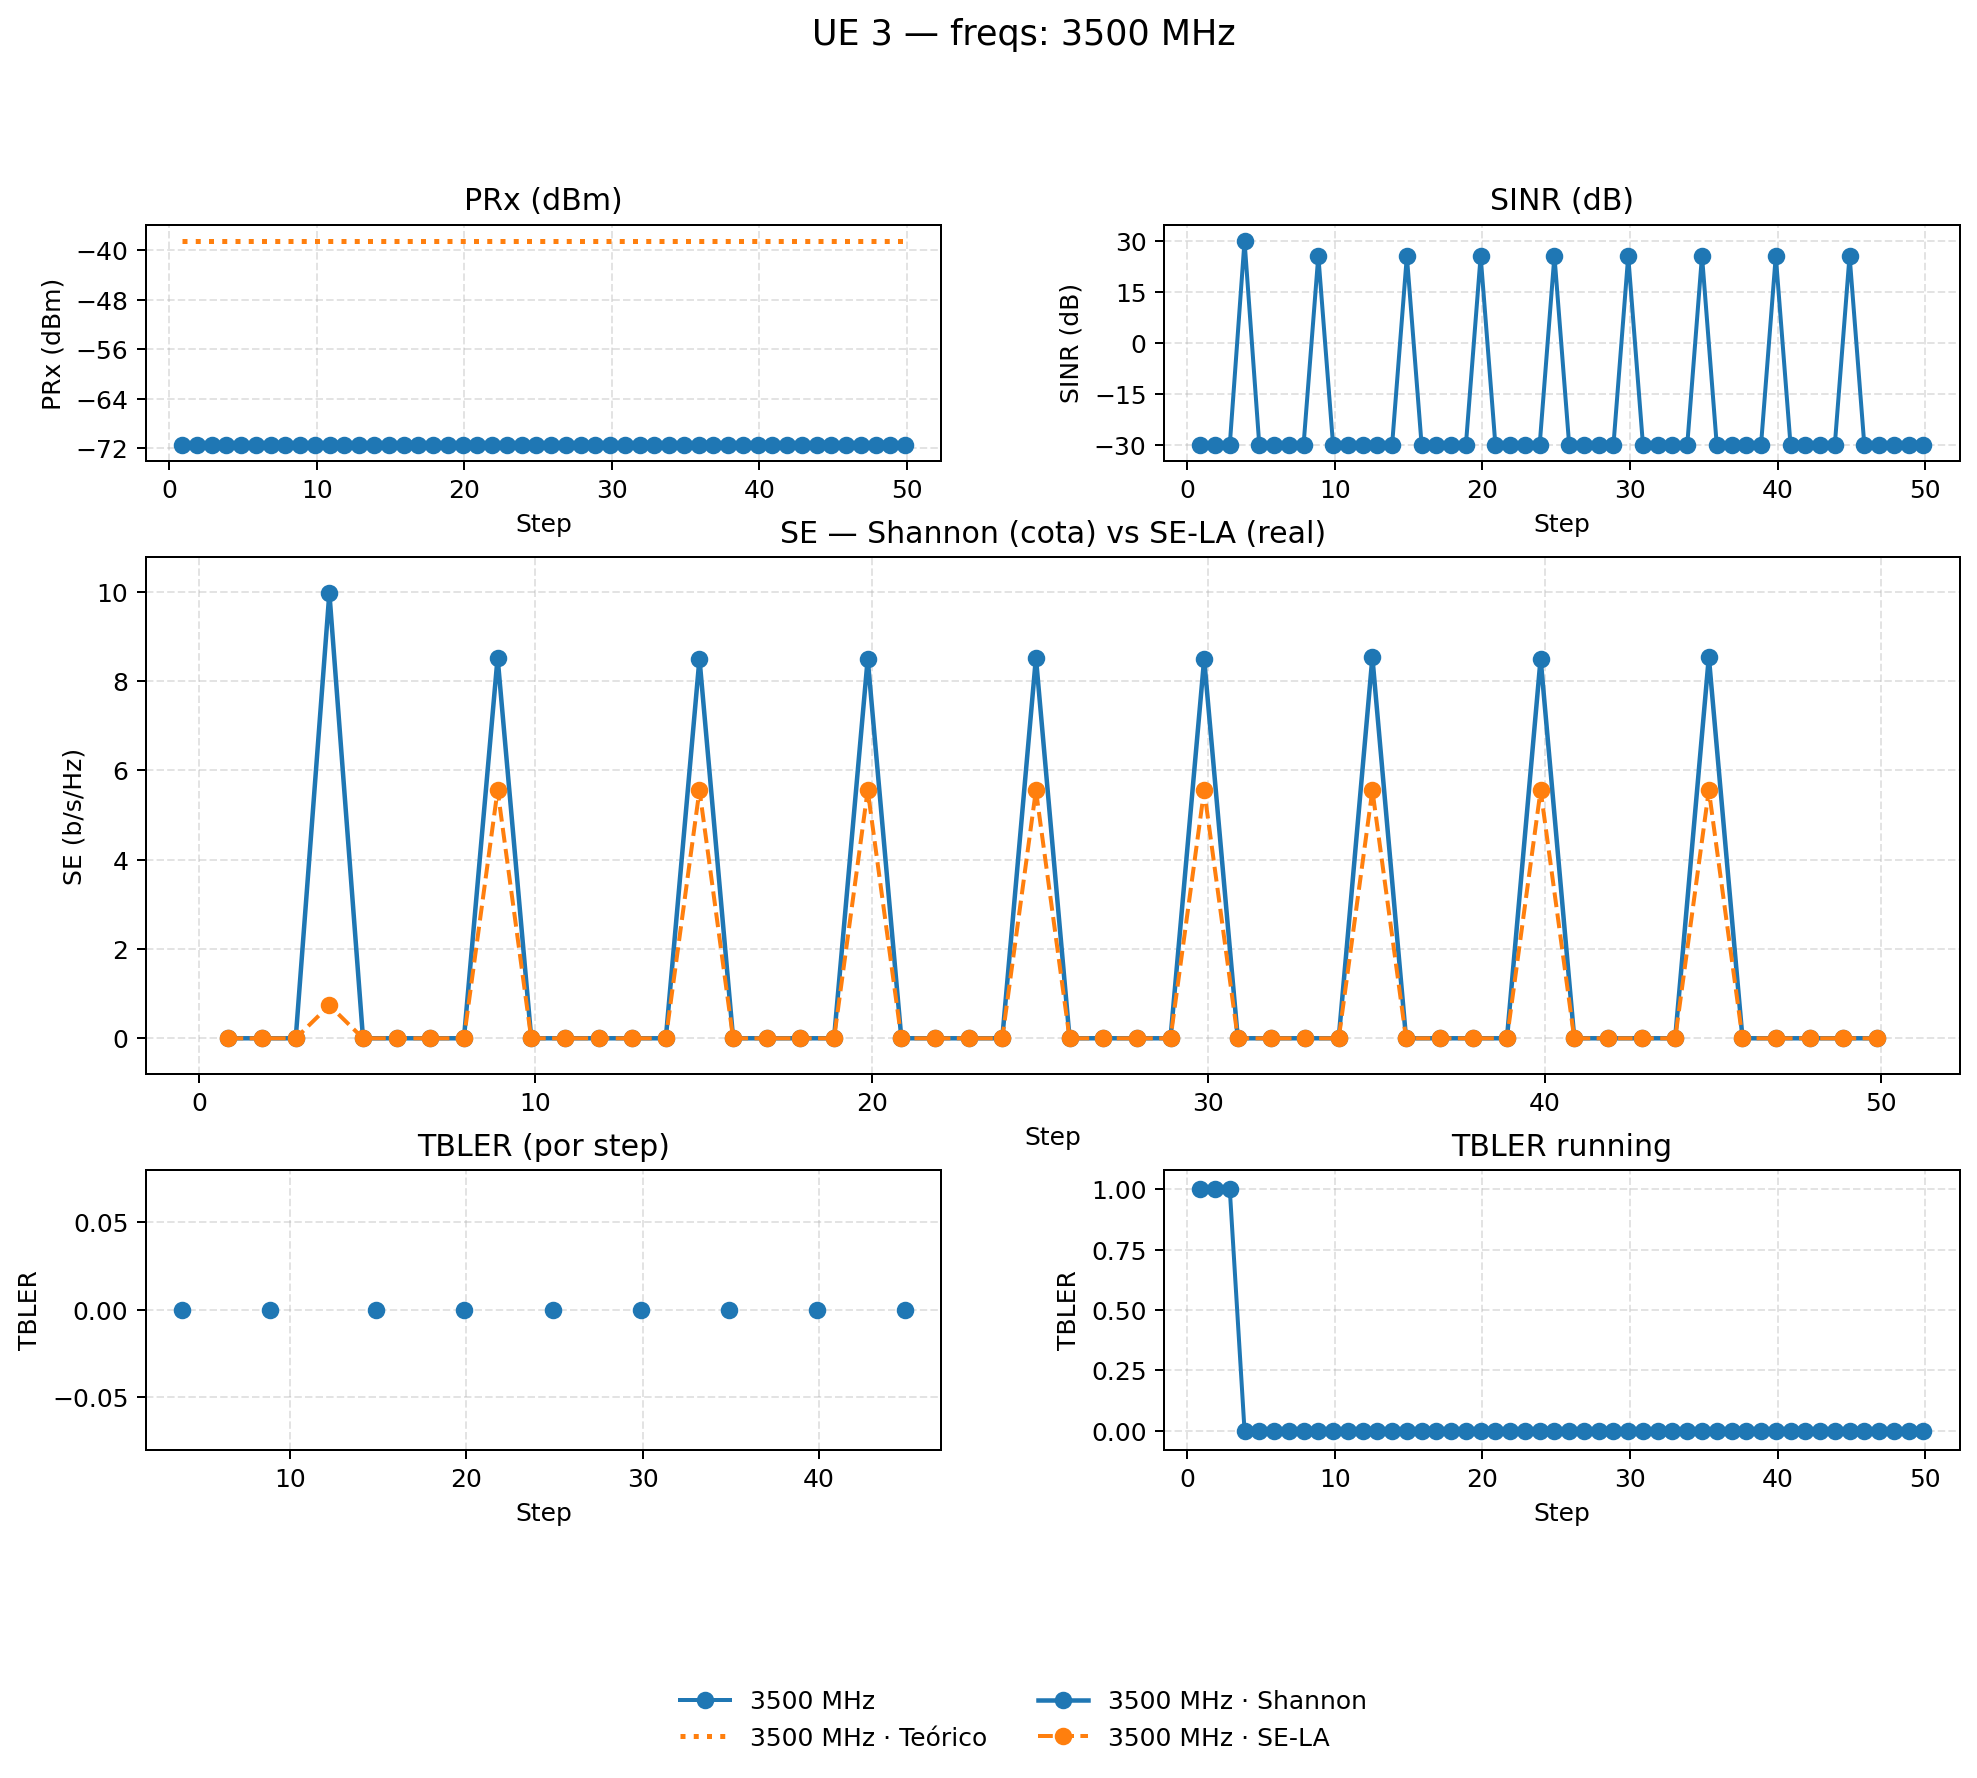 UE 3 — freqs: 3500 MHz
PRx (dBm)
PRx (dBm)
−40
−48
−56
−64
−72
0 10 20 30 40 50
Step
SINR (dB)
SINR (dB)
30
15
0
−15
−30
0 10 20 30 40 50
Step
SE — Shannon (cota) vs SE-LA (real)
SE (b/s/Hz)
10
8
6
4
2
0
0 10 20 30 40 50
Step
TBLER (por step)
TBLER
0.05
0.00
−0.05
10 20 30 40
Step
TBLER running
TBLER
1.00
0.75
0.50
0.25
0.00
0 10 20 30 40 50
Step
3500 MHz
3500 MHz · Teórico
3500 MHz · Shannon
3500 MHz · SE-LA